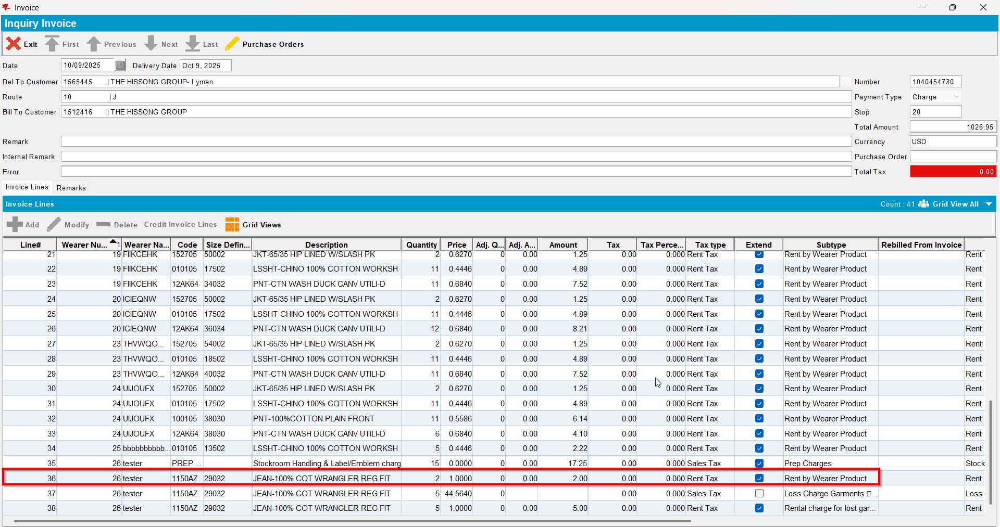 Invoice
Inquiry Invoice
Exit First Previous Next Last Purchase Orders
Date 10/09/2025 Delivery Date Oct 9, 2025
Del To Customer 1565445 | THE HISSONG GROUP- Lyman ... Number 1040454730
Route 10 | J Payment Type Charge
Bill To Customer 1512416 | THE HISSONG GROUP Stop 20
Total Amount 1026.95
Remark Currency USD
Internal Remark Purchase Order
Error Total Tax 0.00
Invoice Lines Remarks
Invoice Lines Count : 41 Grid View All
Add Modify Delete Credit Invoice Lines Grid Views
Line# Wearer Nu... 1 Wearer Na... Code Size Defin... Description Quantity Price Adj. Q... Adj. A... Amount Tax Tax Perce... Tax type Extend Subtype Rebilled From Invoice
21 19 FIIKCEHK 152705 50002 JKT-65/35 HIP LINED W/SLASH PK 2 0.6270 0 0.00 1.25 0.00 0.000 Rent Tax Rent by Wearer Product Rent
22 19 FIIKCEHK 010105 17502 LSSHT-CHINO 100% COTTON WORKSH 11 0.4446 0 0.00 4.89 0.00 0.000 Rent Tax Rent by Wearer Product Rent
23 19 FIIKCEHK 12AK64 34032 PNT-CTN WASH DUCK CANV UTILI-D 11 0.6840 0 0.00 7.52 0.00 0.000 Rent Tax Rent by Wearer Product Rent
24 20 ICIEQNW 152705 50002 JKT-65/35 HIP LINED W/SLASH PK 2 0.6270 0 0.00 1.25 0.00 0.000 Rent Tax Rent by Wearer Product Rent
25 20 ICIEQNW 010105 17502 LSSHT-CHINO 100% COTTON WORKSH 11 0.4446 0 0.00 4.89 0.00 0.000 Rent Tax Rent by Wearer Product Rent
26 20 ICIEQNW 12AK64 36034 PNT-CTN WASH DUCK CANV UTILI-D 12 0.6840 0 0.00 8.21 0.00 0.000 Rent Tax Rent by Wearer Product Rent
27 23 THVWQO... 152705 54002 JKT-65/35 HIP LINED W/SLASH PK 2 0.6270 0 0.00 1.25 0.00 0.000 Rent Tax Rent by Wearer Product Rent
28 23 THVWQO... 010105 18502 LSSHT-CHINO 100% COTTON WORKSH 11 0.4446 0 0.00 4.89 0.00 0.000 Rent Tax Rent by Wearer Product Rent
29 23 THVWQO... 12AK64 40032 PNT-CTN WASH DUCK CANV UTILI-D 11 0.6840 0 0.00 7.52 0.00 0.000 Rent Tax Rent by Wearer Product Rent
30 24 UIJOUFX 152705 50002 JKT-65/35 HIP LINED W/SLASH PK 2 0.6270 0 0.00 1.25 0.00 0.000 Rent Tax Rent by Wearer Product Rent
31 24 UIJOUFX 010105 17502 LSSHT-CHINO 100% COTTON WORKSH 11 0.4446 0 0.00 4.89 0.00 0.000 Rent Tax Rent by Wearer Product Rent
32 24 UIJOUFX 100105 38030 PNT-100%COTTON PLAIN FRONT 11 0.5586 0 0.00 6.14 0.00 0.000 Rent Tax Rent by Wearer Product Rent
33 24 UIJOUFX 12AK64 38030 PNT-CTN WASH DUCK CANV UTILI-D 6 0.6840 0 0.00 4.10 0.00 0.000 Rent Tax Rent by Wearer Product Rent
34 25 bbbbbbbbbb... 010105 13502 LSSHT-CHINO 100% COTTON WORKSH 5 0.4446 0 0.00 2.22 0.00 0.000 Rent Tax Rent by Wearer Product Rent
35 26 tester PREP ... Stockroom Handling & Label/Emblem charg 15 0.0000 0 0.00 17.25 0.00 0.000 Sales Tax Prep Charges Stock
36 26 tester 1150AZ 29032 JEAN-100% COT WRANGLER REG FIT 2 1.0000 0 0.00 2.00 0.00 0.000 Rent Tax Rent by Wearer Product Rent
37 26 tester 1150AZ 29032 JEAN-100% COT WRANGLER REG FIT 5 44.5640 0 0.00 0.000 Sales Tax Loss Charge Garments ▯... Loss
38 26 tester 1150AZ 29032 JEAN-100% COT WRANGLER REG FIT 5 1.0000 0 0.00 5.00 0.00 0.000 Rent Tax Rental charge for lost gar... Rent